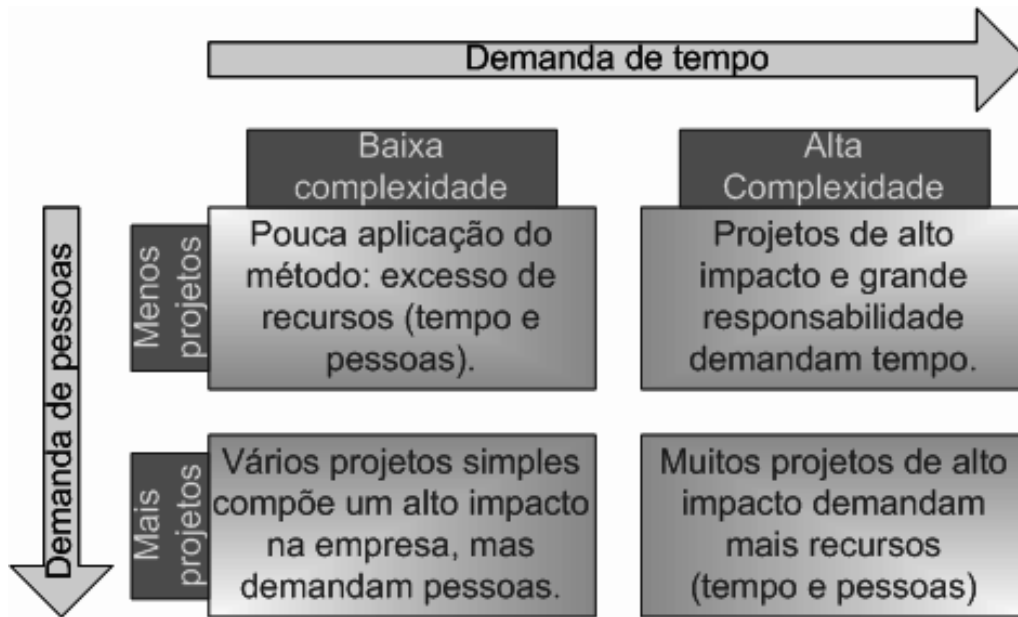 Demanda de tempo
Baixa
complexidade
Alta
Complexidade
Demanda de pessoas
Menos
projetos
Pouca aplicação do
método: excesso de
recursos (tempo e
pessoas).
Projetos de alto
impacto e grande
responsabilidade
demandam tempo.
Mais
projetos
Vários projetos simples
compõe um alto impacto
na empresa, mas
demandam pessoas.
Muitos projetos de alto
impacto demandam
mais recursos
(tempo e pessoas)